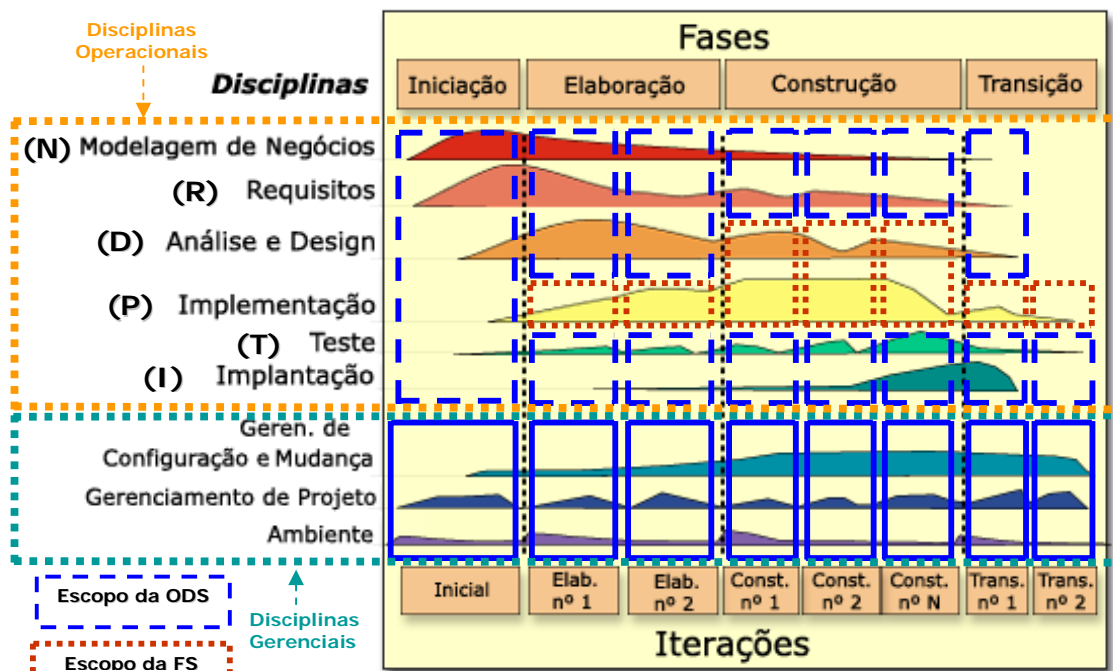 Disciplinas
Operacionais
Fases
Disciplinas
Iniciação
Elaboração
Construção
Transição
(N) Modelagem de Negócios
(R) Requisitos
(D) Análise e Design
(P) Implementação
(T) Teste
(I) Implantação
Geren. de
Configuração e Mudança
Gerenciamento de Projeto
Ambiente
Inicial
Elab.
nº 1
Elab.
nº 2
Const.
nº 1
Const.
nº 2
Const.
nº N
Trans.
nº 1
Trans.
nº 2
Iterações
Escopo da ODS
Disciplinas
Gerenciais
Escopo da FS